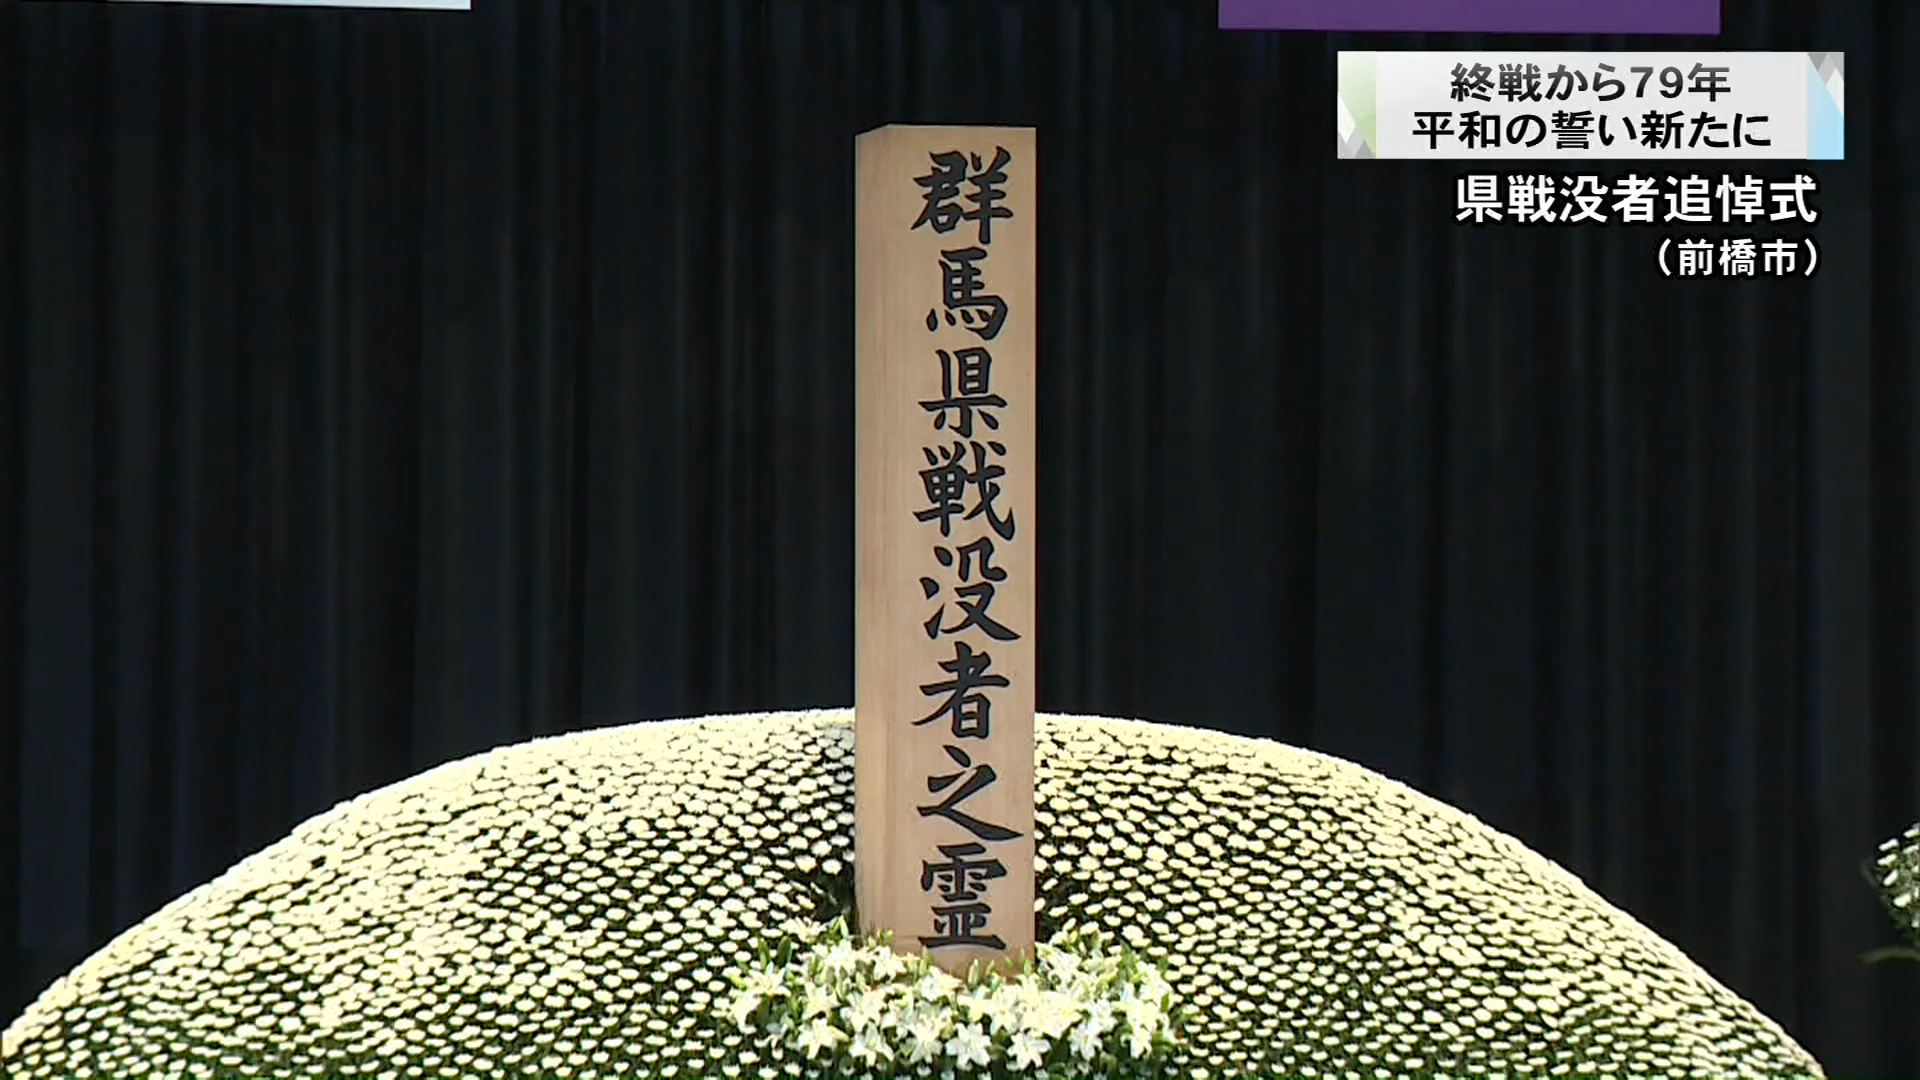 終戦から79年
平和の誓い新たに
県戦没者追悼式
（前橋市）
群馬県戦没者之霊